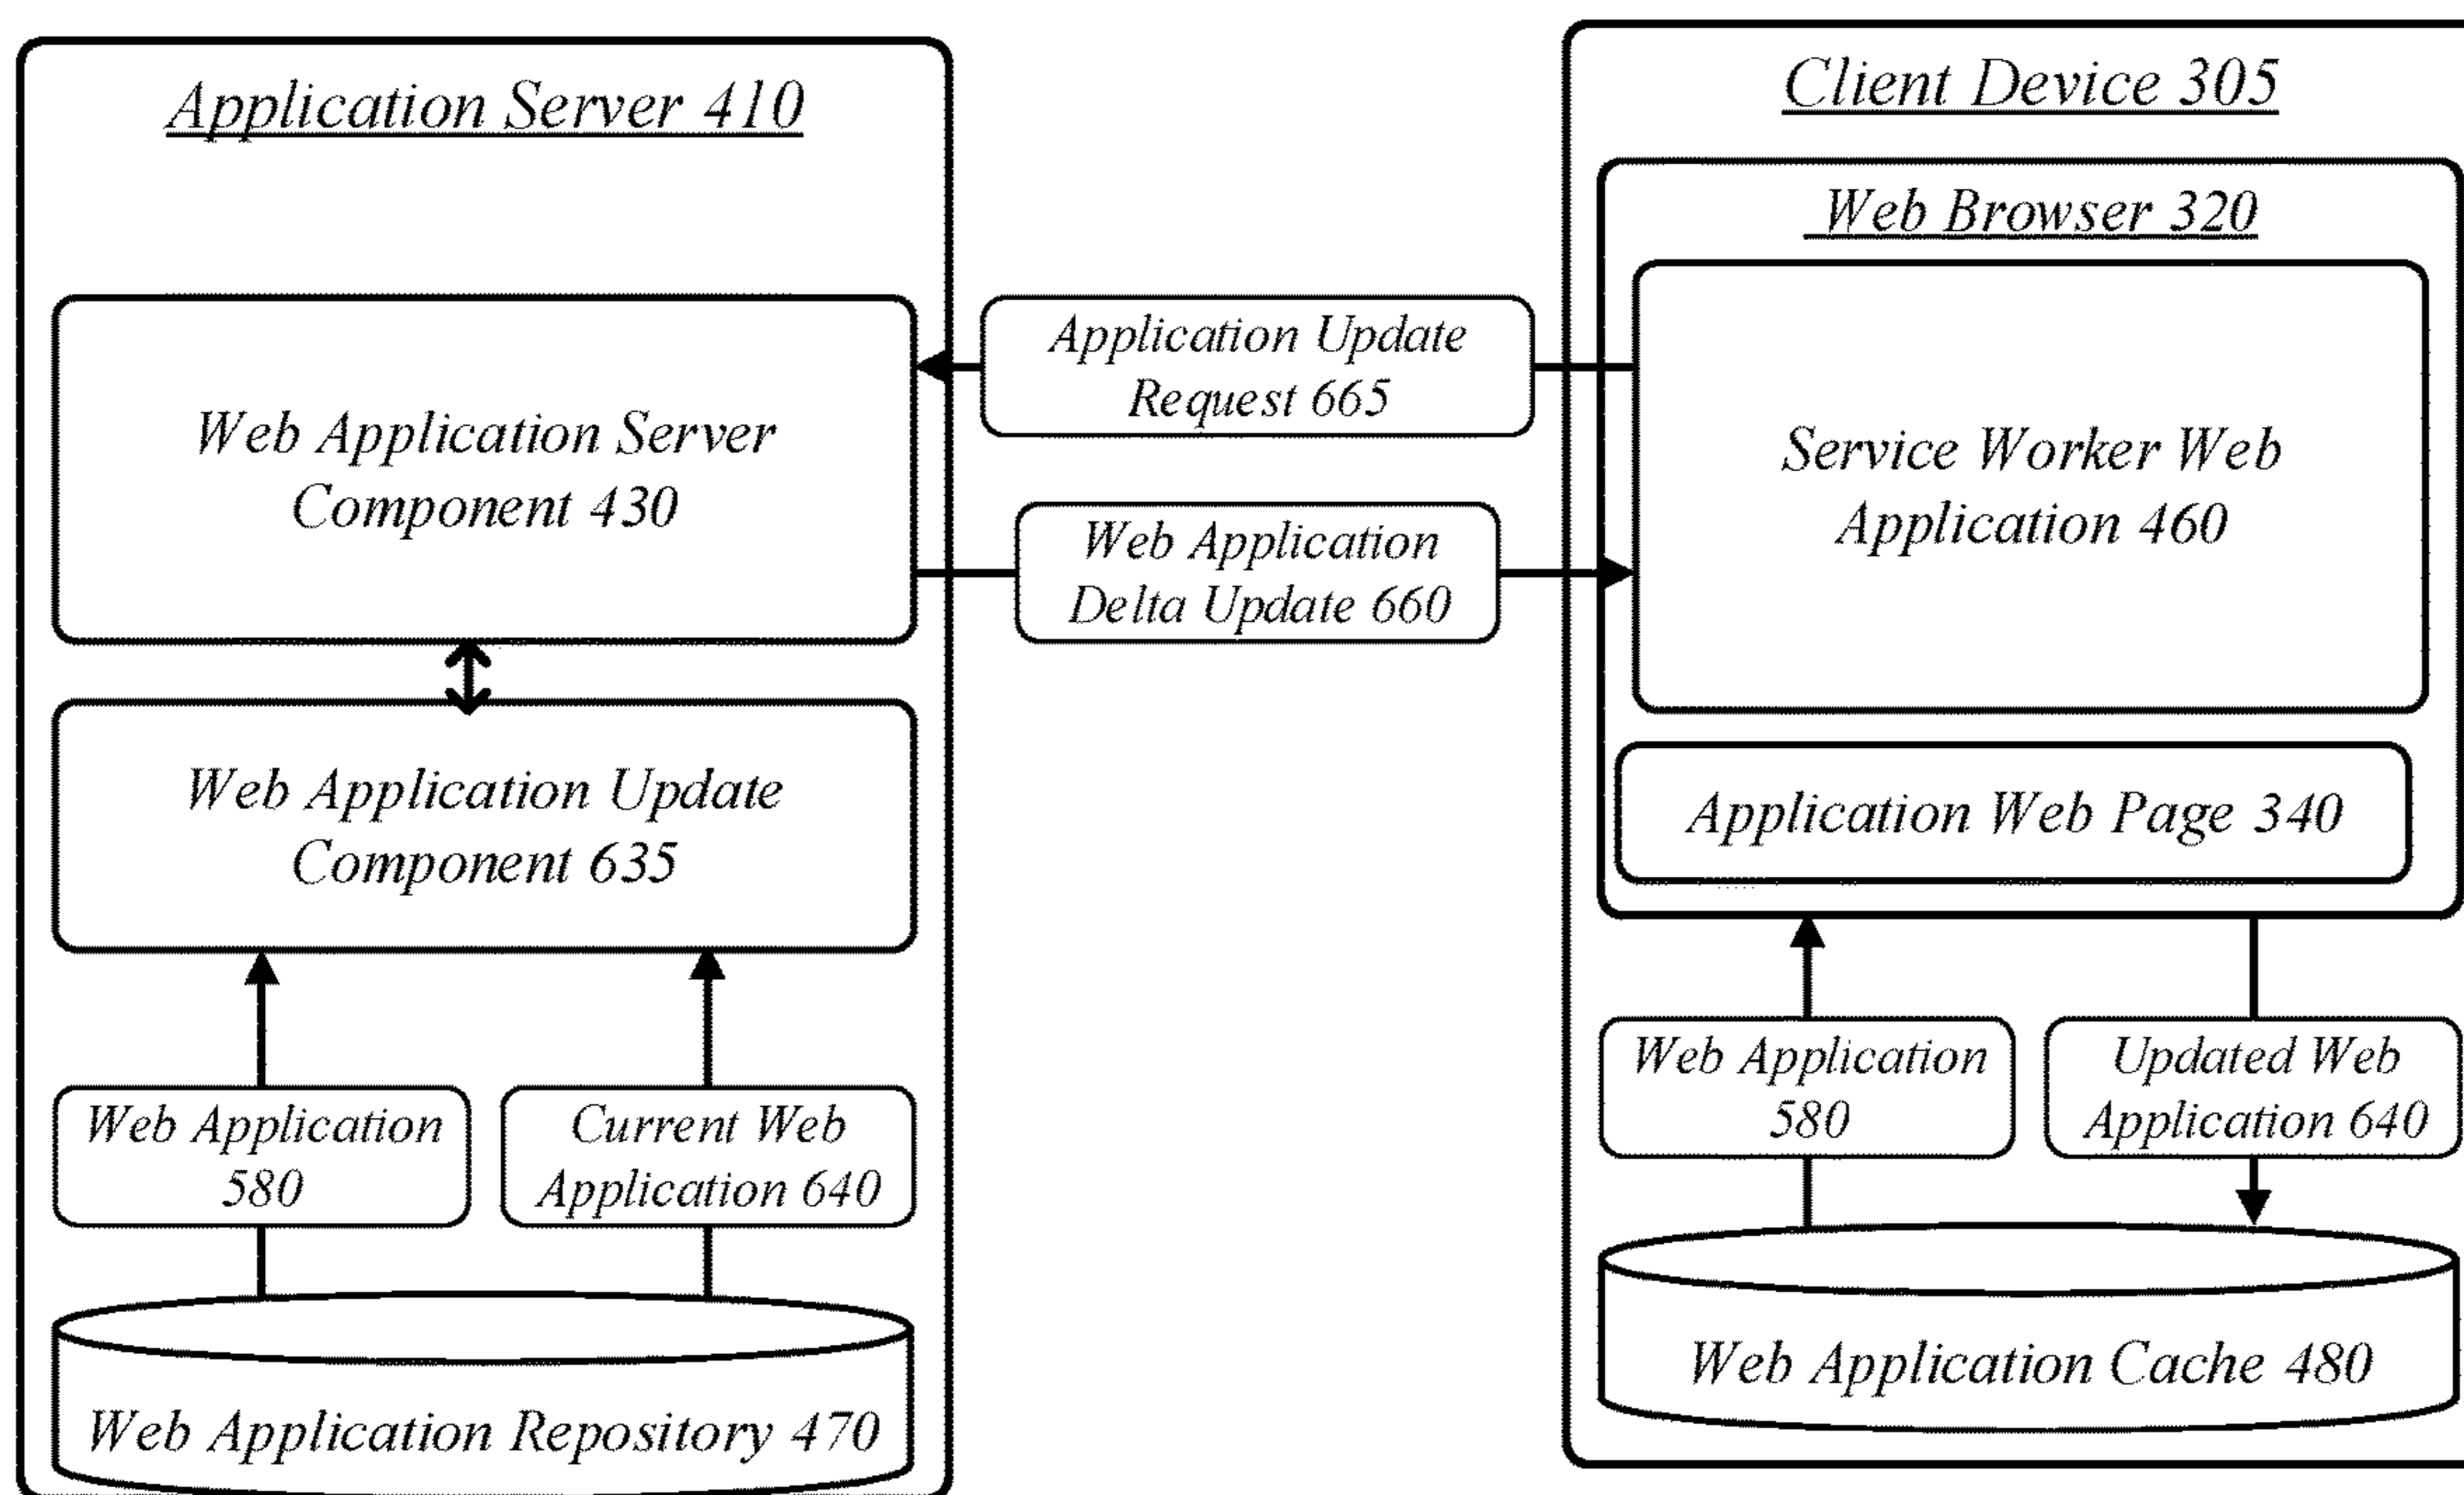 Application Server 410
Web Application Server
Component 430
Web Application Update
Component 635
Web Application
580
Current Web
Application 640
Web Application Repository 470
Application Update
Request 665
Web Application
Delta Update 660
Client Device 305
Web Browser 320
Service Worker Web
Application 460
Application Web Page 340
Web Application
580
Updated Web
Application 640
Web Application Cache 480